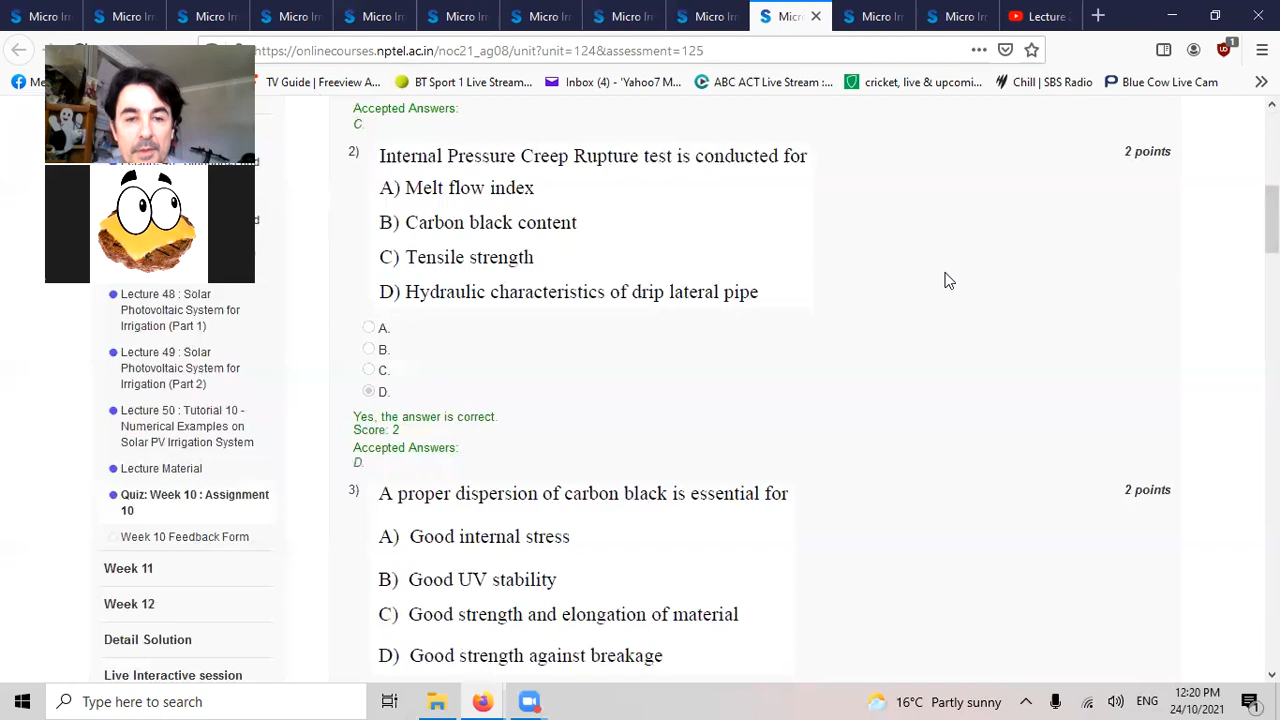 Micro Ir
Micro Ir
Micro Ir
Micro Ir
Micro Ir
Micro Ir
Micro Ir
Micro Ir
Micro Ir
Micr
Micro Ir
Micro Ir
Lecture
https://onlinecourses.nptel.ac.in/noc21_ag08/unit?unit=124&assessment=125
1
TV Guide | Freeview A...
BT Sport 1 Live Stream...
Inbox (4) - 'Yahoo7 M...
ABC ACT Live Stream :...
cricket, live & upcomi...
Chill | SBS Radio
Blue Cow Live Cam
Accepted Answers:
C.
2)
Internal Pressure Creep Rupture test is conducted for
2 points
A) Melt flow index
B) Carbon black content
C) Tensile strength
D) Hydraulic characteristics of drip lateral pipe
A.
B.
C.
D.
Yes, the answer is correct.
Score: 2
Accepted Answers:
D.
3)
A proper dispersion of carbon black is essential for
2 points
A) Good internal stress
B) Good UV stability
C) Good strength and elongation of material
D) Good strength against breakage
Lecture 48 : Solar
Photovoltaic System for
Irrigation (Part 1)
Lecture 49 : Solar
Photovoltaic System for
Irrigation (Part 2)
Lecture 50 : Tutorial 10 -
Numerical Examples on
Solar PV Irrigation System
Lecture Material
Quiz: Week 10 : Assignment
10
Week 10 Feedback Form
Week 11
Week 12
Detail Solution
Live Interactive session
Type here to search
16°C Partly sunny
ENG
12:20 PM
24/10/2021
1